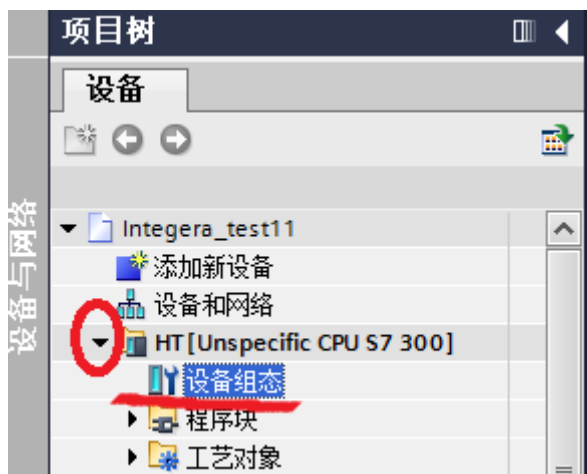 项目树
设备
设备与网络
Integera_test11
添加新设备
设备和网络
HT [Unspecific CPU S7 300]
设备组态
程序块
工艺对象